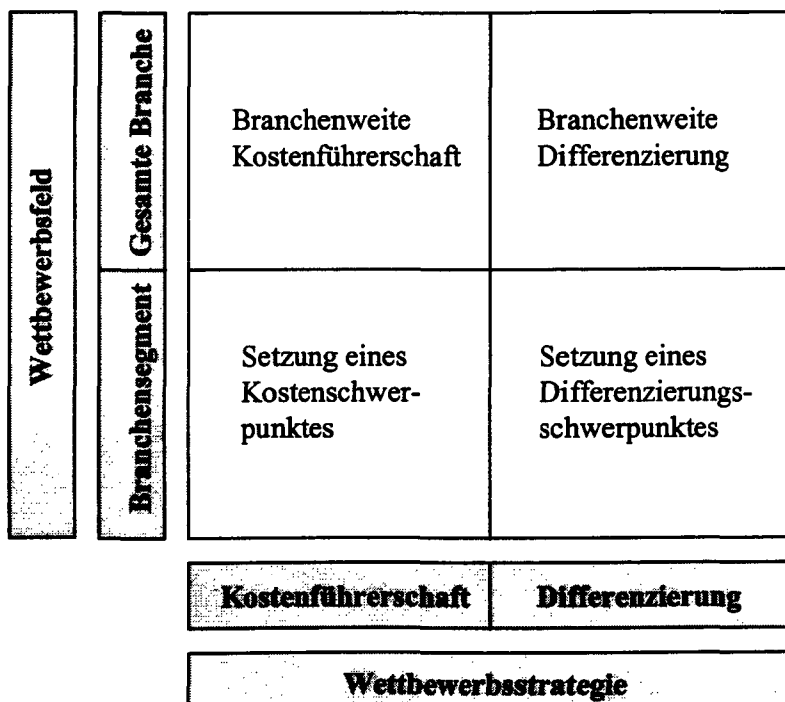 Wettbewerbsfeld
Gesamte Branche
Branchenweite
Kostenführerschaft
Branchenweite
Differenzierung
Branchensegment
Setzung eines
Kostenschwer-
punktes
Setzung eines
Differenzierungs-
schwerpunktes
Kostenführerschaft
Differenzierung
Wettbewerbsstrategie